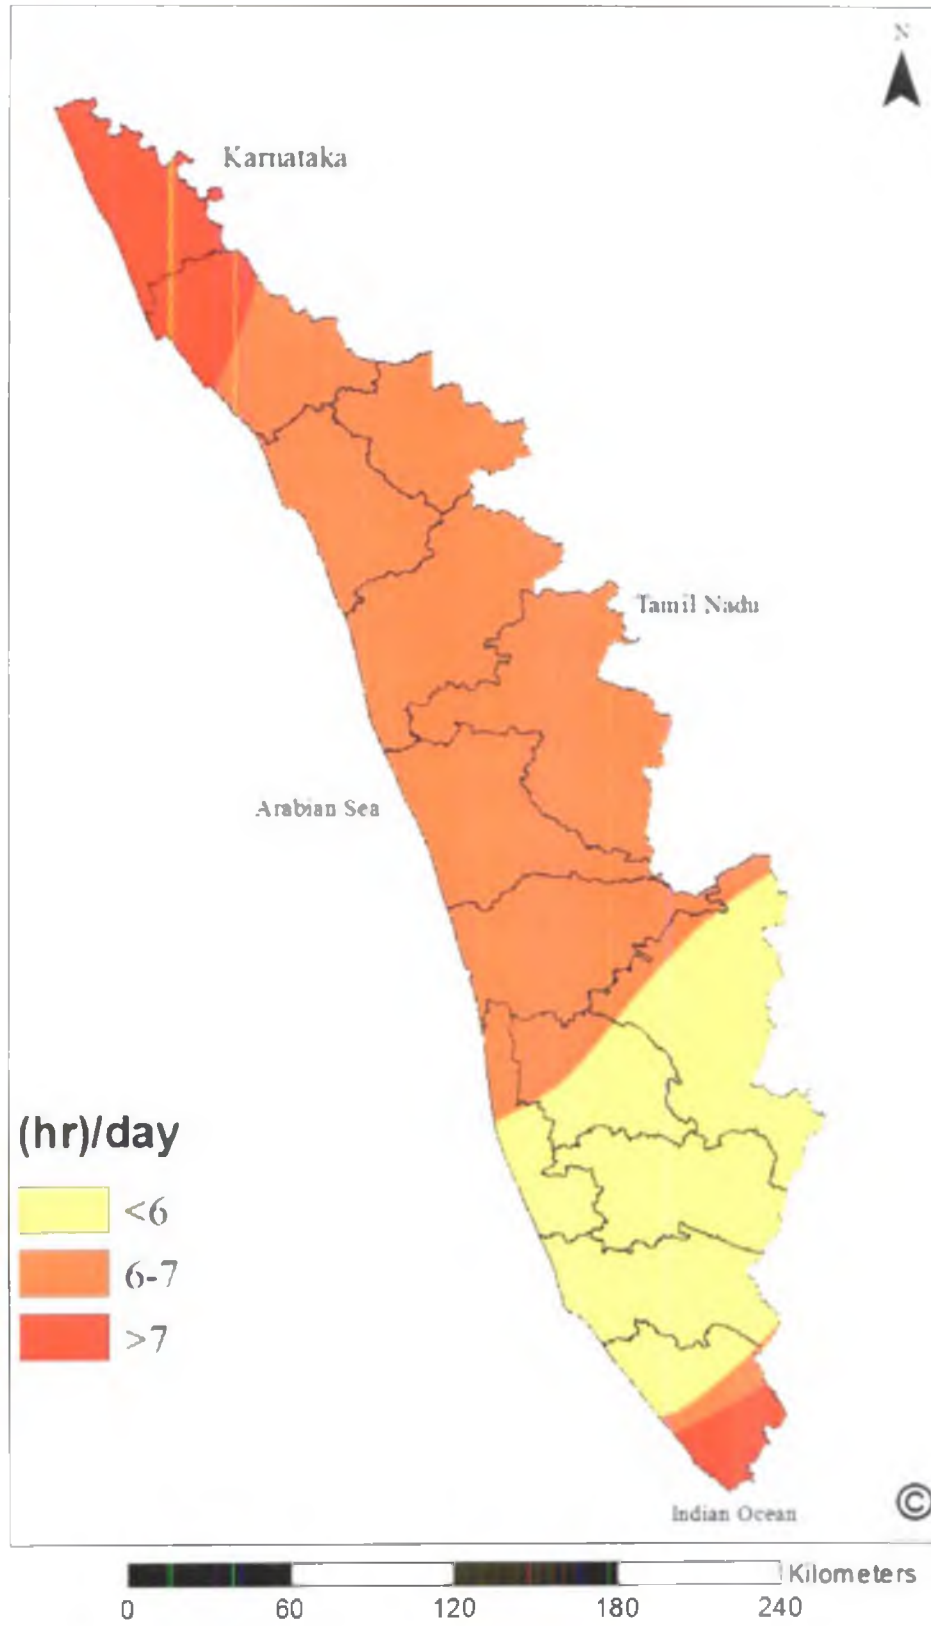 N
Karnataka
Tamil Nadu
Arabian Sea
(hr)/day
<6
6-7
>7
Indian Ocean
©
Kilometers
0 60 120 180 240